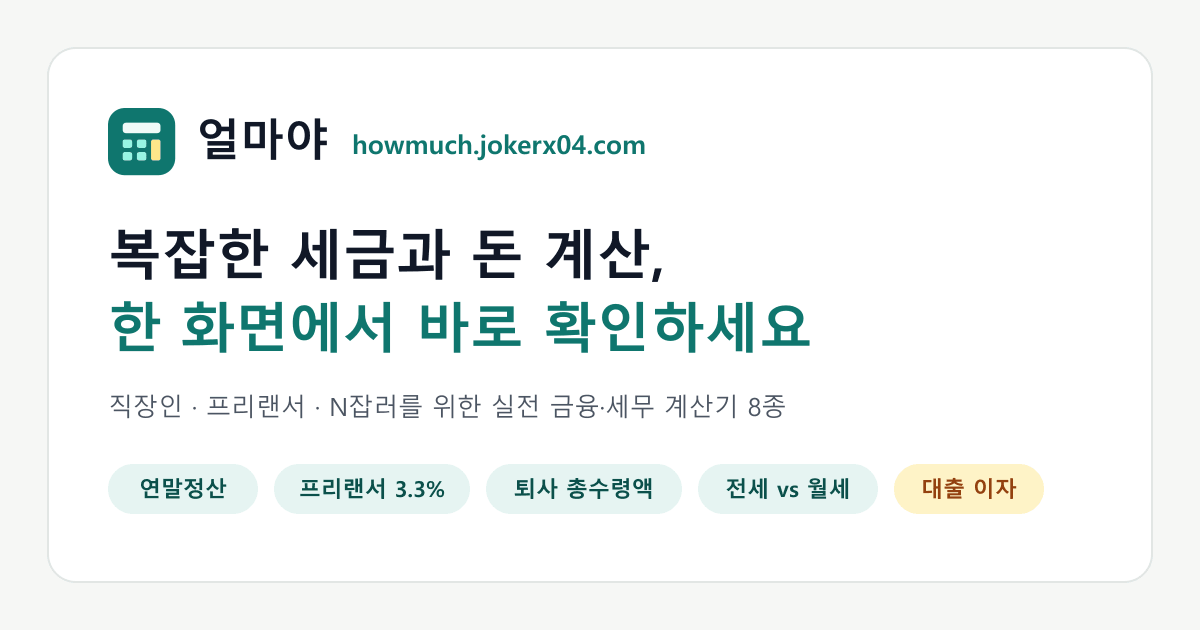 얼마야 howmuch.jokerx04.com
복잡한 세금과 돈 계산,
한 화면에서 바로 확인하세요
직장인 · 프리랜서 · N잡러를 위한 실전 금융·세무 계산기 8종
연말정산 프리랜서 3.3% 퇴사 총수령액 전세 vs 월세 대출 이자